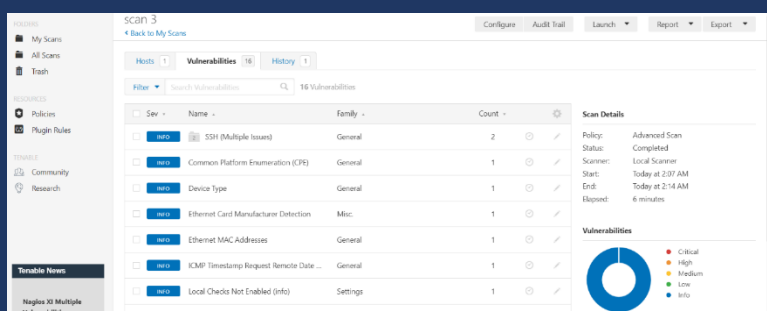 FOLDERS
My Scans
All Scans
Trash
RESOURCES
Policies
Plugin Rules
TENABLE
Community
Research
Tenable News
Nagios XI Multiple
scan 3
Back to My Scans
Configure
Audit Trail
Launch
Report
Export
Hosts 1
Vulnerabilities 16
History 1
Filter
Search Vulnerabilities
16 Vulnerabilities
Sev Name Family Count
INFO SSH (Multiple Issues) General 2
INFO Common Platform Enumeration (CPE) General 1
INFO Device Type General 1
INFO Ethernet Card Manufacturer Detection Misc. 1
INFO Ethernet MAC Addresses General 1
INFO ICMP Timestamp Request Remote Date ... General 1
INFO Local Checks Not Enabled (info) Settings 1
Scan Details
Policy: Advanced Scan
Status: Completed
Scanner: Local Scanner
Start: Today at 2:07 AM
End: Today at 2:14 AM
Elapsed: 6 minutes
Vulnerabilities
Critical
High
Medium
Low
Info